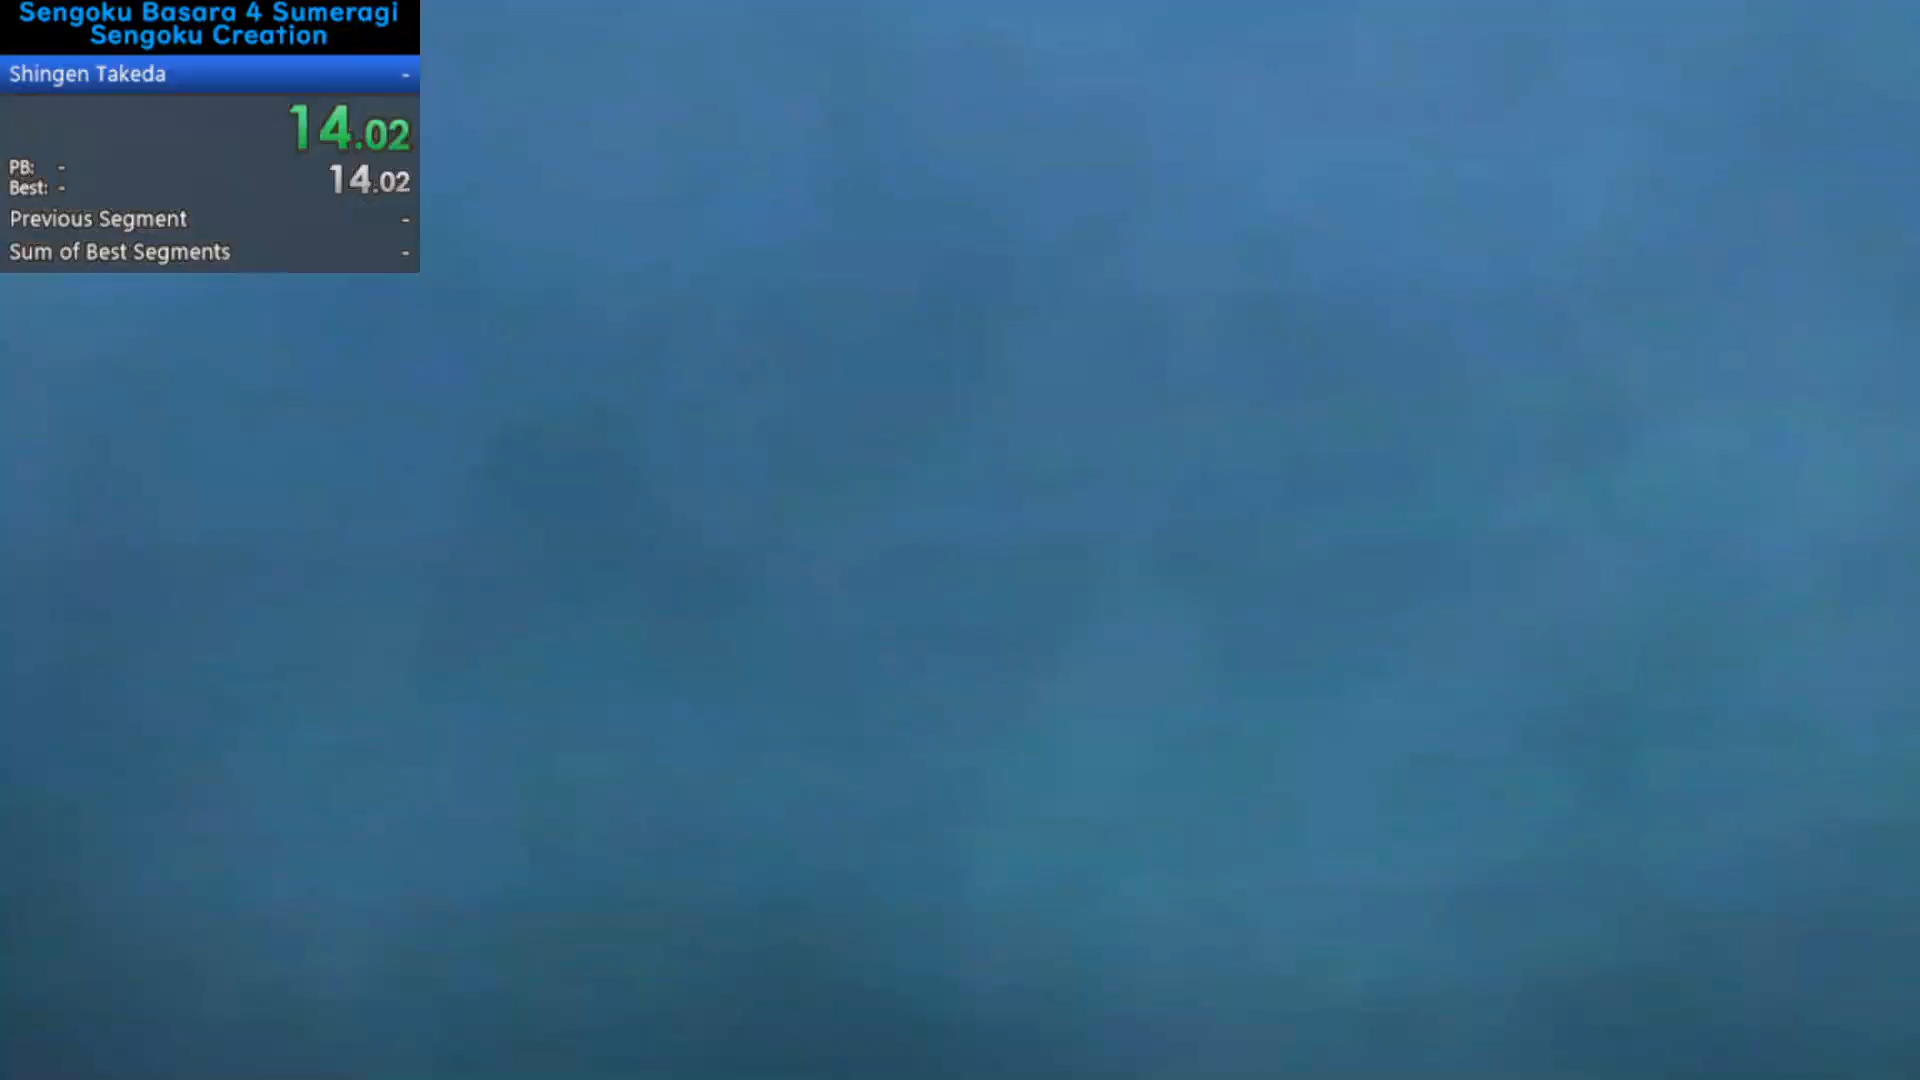 Sengoku Basara 4 Sumeragi
Sengoku Creation
Shingen Takeda -
14.02
PB: -
Best: -
14.02
Previous Segment -
Sum of Best Segments -